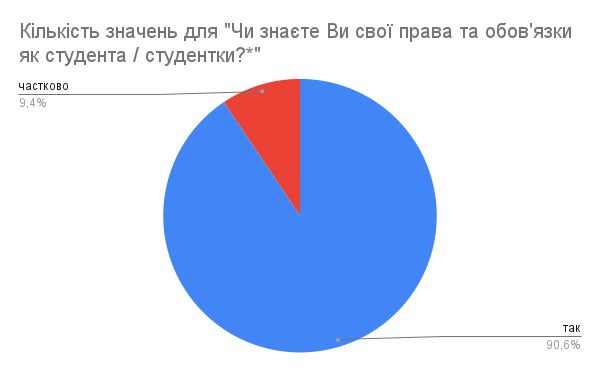 Кількість значень для "Чи знаєте Ви свої права та обов'язки
як студента / студентки?*"
частково
9,4%
так
90,6%